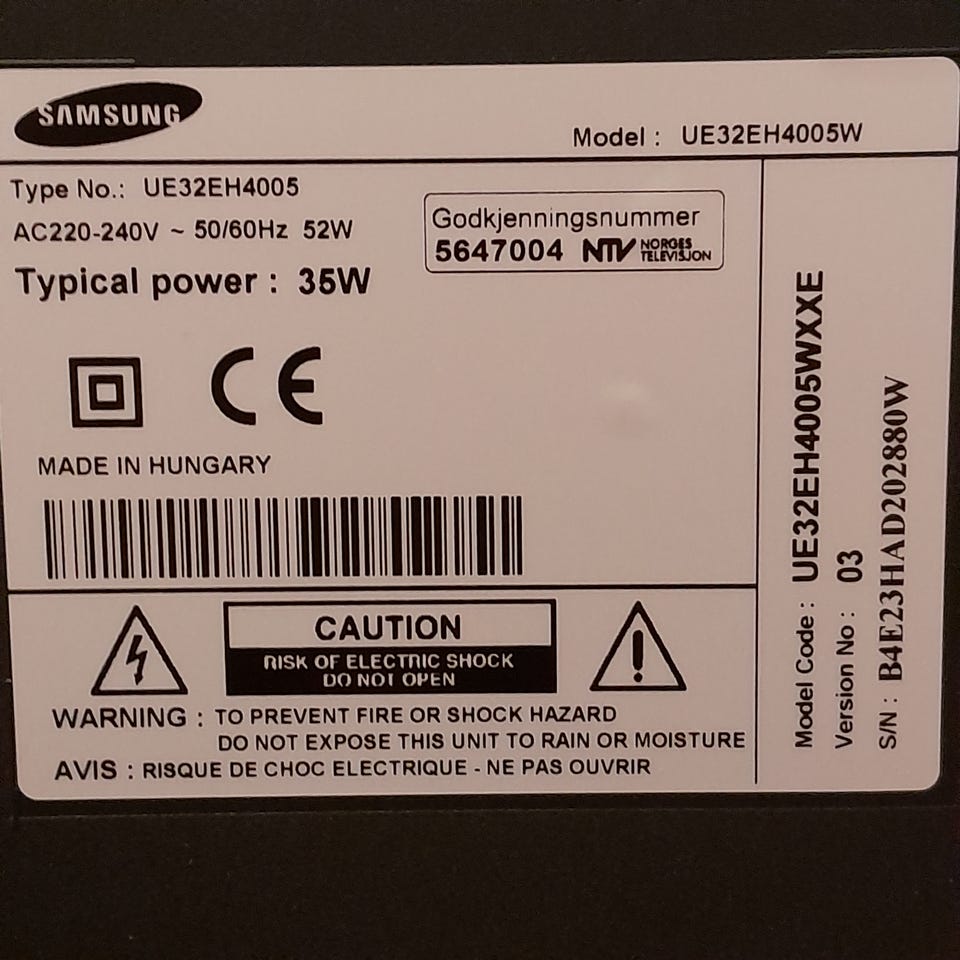 SAMSUNG
Model : UE32EH4005W
Type No.: UE32EH4005
AC220-240V ~ 50/60Hz 52W
Typical power : 35W
Godkjenningsnummer
5647004 NTV NORGES TELEVISJON
CE
MADE IN HUNGARY
CAUTION
RISK OF ELECTRIC SHOCK
DO NOT OPEN
WARNING : TO PREVENT FIRE OR SHOCK HAZARD
DO NOT EXPOSE THIS UNIT TO RAIN OR MOISTURE
AVIS : RISQUE DE CHOC ELECTRIQUE - NE PAS OUVRIR
Model Code : UE32EH4005WXXE
Version No : 03
S/N : B4E23HAD202880W